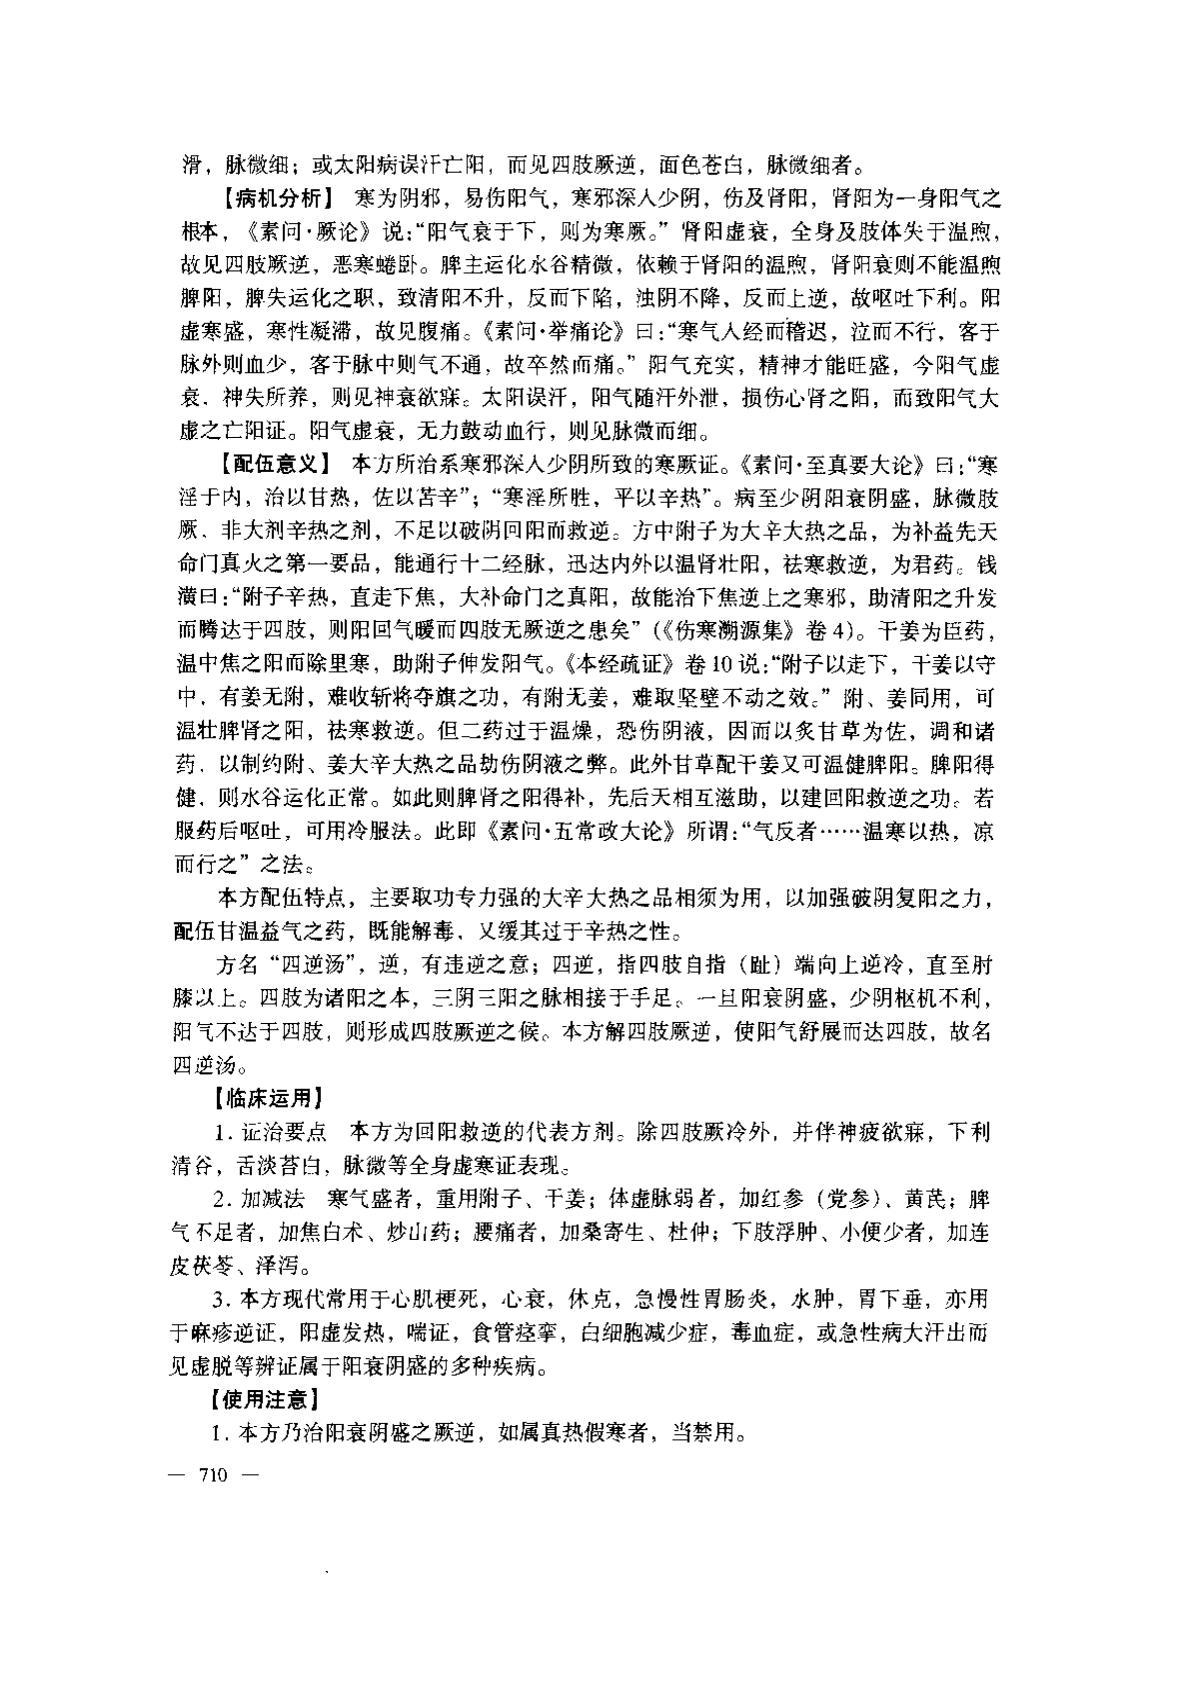 滑，脉微细；或太阳病误汗亡阳，而见四肢厥逆，面色苍白，脉微细者。
【病机分析】 寒为阴邪，易伤阳气，寒邪深入少阴，伤及肾阳，肾阳为一身阳气之
根本，《素问·厥论》说：“阳气衰于下，则为寒厥。”肾阳虚衰，全身及肢体失于温煦，
故见四肢厥逆，恶寒蜷卧。脾主运化水谷精微，依赖于肾阳的温煦，肾阳衰则不能温煦
脾阳，脾失运化之职，致清阳不升，反而下陷，浊阴不降，反而上逆，故呕吐下利。阳
虚寒盛，寒性凝滞，故见腹痛。《素问·举痛论》曰：“寒气人经而稽迟，泣而不行，客于
脉外则血少，客于脉中则气不通，故卒然而痛。”阳气充实，精神才能旺盛，今阳气虚
衰，神失所养，则见神衰欲寐。太阳误汗，阳气随汗外泄，损伤心肾之阳，而致阳气大
虚之亡阳证。阳气虚衰，无力鼓动血行，则见脉微而细。
【配伍意义】 本方所治系寒邪深人少阴所致的寒厥证。《素问·至真要大论》曰：“寒
淫于内，治以甘热，佐以苦辛”；“寒淫所胜，平以辛热”。病至少阴阳衰阴盛，脉微肢
厥，非大剂辛热之剂，不足以破阴回阳而救逆。方中附子为大辛大热之品，为补益先天
命门真火之第一要品，能通行十二经脉，迅达内外以温肾壮阳，祛寒救逆，为君药。钱
潢曰：“附子辛热，直走下焦，大补命门之真阳，故能治下焦逆上之寒邪，助清阳之升发
而腾达于四肢，则阳回气暖而四肢无厥逆之患矣”（《伤寒溯源集》卷4）。干姜为臣药，
温中焦之阳而除里寒，助附子伸发阳气。《本经疏证》卷10说：“附子以走下，干姜以守
中，有姜无附，难收斩将夺旗之功，有附无姜，难取坚壁不动之效。”附、姜同用，可
温壮脾肾之阳，祛寒救逆。但二药过于温燥，恐伤阴液，因而以炙甘草为佐，调和诸
药，以制约附、姜大辛大热之品劫伤阴液之弊。此外甘草配干姜又可温健脾阳。脾阳得
健，则水谷运化正常。如此则脾肾之阳得补，先后天相互滋助，以建回阳救逆之功。若
服药后呕吐，可用冷服法。此即《素问·五常政大论》所谓：“气反者……温寒以热，凉
而行之”之法。
本方配伍特点，主要取功专力强的大辛大热之品相须为用，以加强破阴复阳之力，
配伍甘温益气之药，既能解毒，又缓其过于辛热之性。
方名“四逆汤”，逆，有违逆之意；四逆，指四肢自指（趾）端向上逆冷，直至肘
膝以上。四肢为诸阳之本，三阴三阳之脉相接于手足。一旦阳衰阴盛，少阴枢机不利，
阳气不达于四肢，则形成四肢厥逆之候。本方解四肢厥逆，使阳气舒展而达四肢，故名
四逆汤。
【临床运用】
1. 证治要点 本方为回阳救逆的代表方剂。除四肢厥冷外，并伴神疲欲寐，下利
清谷，舌淡苔白，脉微等全身虚寒证表现。
2. 加减法 寒气盛者，重用附子、干姜；体虚脉弱者，加红参（党参）、黄芪；脾
气不足者，加焦白术、炒山药；腰痛者，加桑寄生、杜仲；下肢浮肿、小便少者，加连
皮茯苓、泽泻。
3. 本方现代常用于心肌梗死，心衰，休克，急慢性胃肠炎，水肿，胃下垂，亦用
于麻疹逆证，阳虚发热，喘证，食管痉挛，白细胞减少症，毒血症，或急性病大汗出而
见虚脱等辨证属于阳衰阴盛的多种疾病。
【使用注意】
1. 本方乃治阳衰阴盛之厥逆，如属真热假寒者，当禁用。
— 710 —